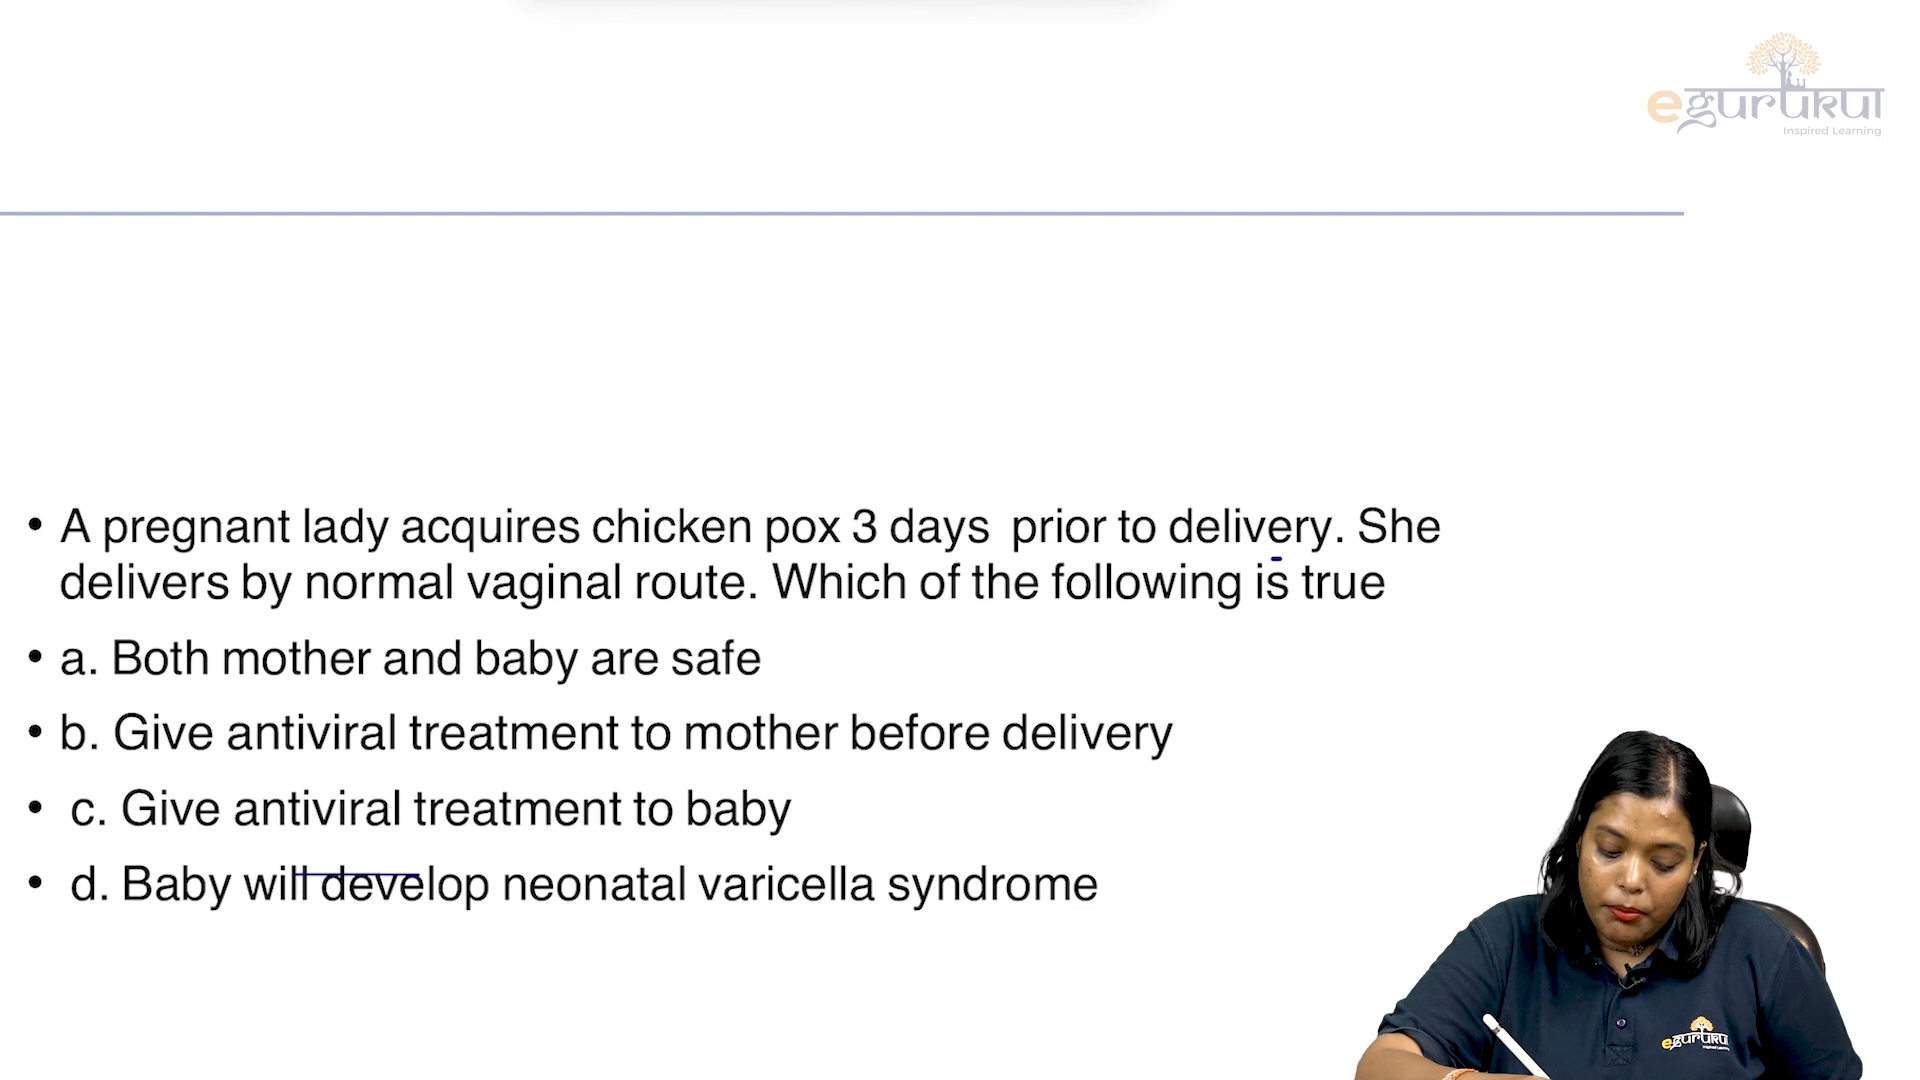 egurukul
Inspired Learning
• A pregnant lady acquires chicken pox 3 days prior to delivery. She
delivers by normal vaginal route. Which of the following is true
• a. Both mother and baby are safe
• b. Give antiviral treatment to mother before delivery
• c. Give antiviral treatment to baby
• d. Baby will develop neonatal varicella syndrome
egurukul